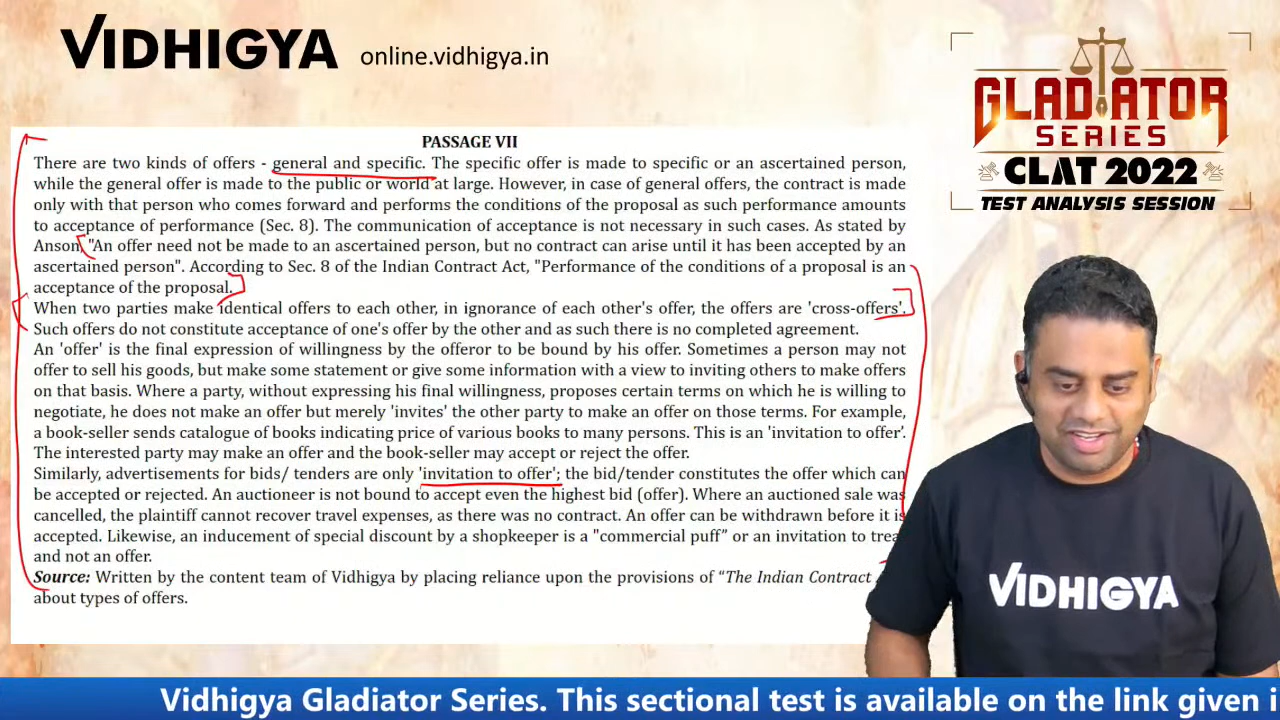 VIDHIGYA online.vidhigya.in
GLADIATOR
SERIES
CLAT 2022
TEST ANALYSIS SESSION
PASSAGE VII
There are two kinds of offers - general and specific. The specific offer is made to specific or an ascertained person,
while the general offer is made to the public or world at large. However, in case of general offers, the contract is made
only with that person who comes forward and performs the conditions of the proposal as such performance amounts
to acceptance of performance (Sec. 8). The communication of acceptance is not necessary in such cases. As stated by
Anson, "An offer need not be made to an ascertained person, but no contract can arise until it has been accepted by an
ascertained person". According to Sec. 8 of the Indian Contract Act, "Performance of the conditions of a proposal is an
acceptance of the proposal.
When two parties make identical offers to each other, in ignorance of each other's offer, the offers are 'cross-offers'.
Such offers do not constitute acceptance of one's offer by the other and as such there is no completed agreement.
An 'offer' is the final expression of willingness by the offeror to be bound by his offer. Sometimes a person may not
offer to sell his goods, but make some statement or give some information with a view to inviting others to make offers
on that basis. Where a party, without expressing his final willingness, proposes certain terms on which he is willing to
negotiate, he does not make an offer but merely 'invites' the other party to make an offer on those terms. For example,
a book-seller sends catalogue of books indicating price of various books to many persons. This is an 'invitation to offer'.
The interested party may make an offer and the book-seller may accept or reject the offer.
Similarly, advertisements for bids/ tenders are only 'invitation to offer'; the bid/tender constitutes the offer which can
be accepted or rejected. An auctioneer is not bound to accept even the highest bid (offer). Where an auctioned sale was
cancelled, the plaintiff cannot recover travel expenses, as there was no contract. An offer can be withdrawn before it is
accepted. Likewise, an inducement of special discount by a shopkeeper is a "commercial puff" or an invitation to treat
and not an offer.
Source: Written by the content team of Vidhigya by placing reliance upon the provisions of "The Indian Contract
about types of offers.
VIDHIGYA
Vidhigya Gladiator Series. This sectional test is available on the link given i